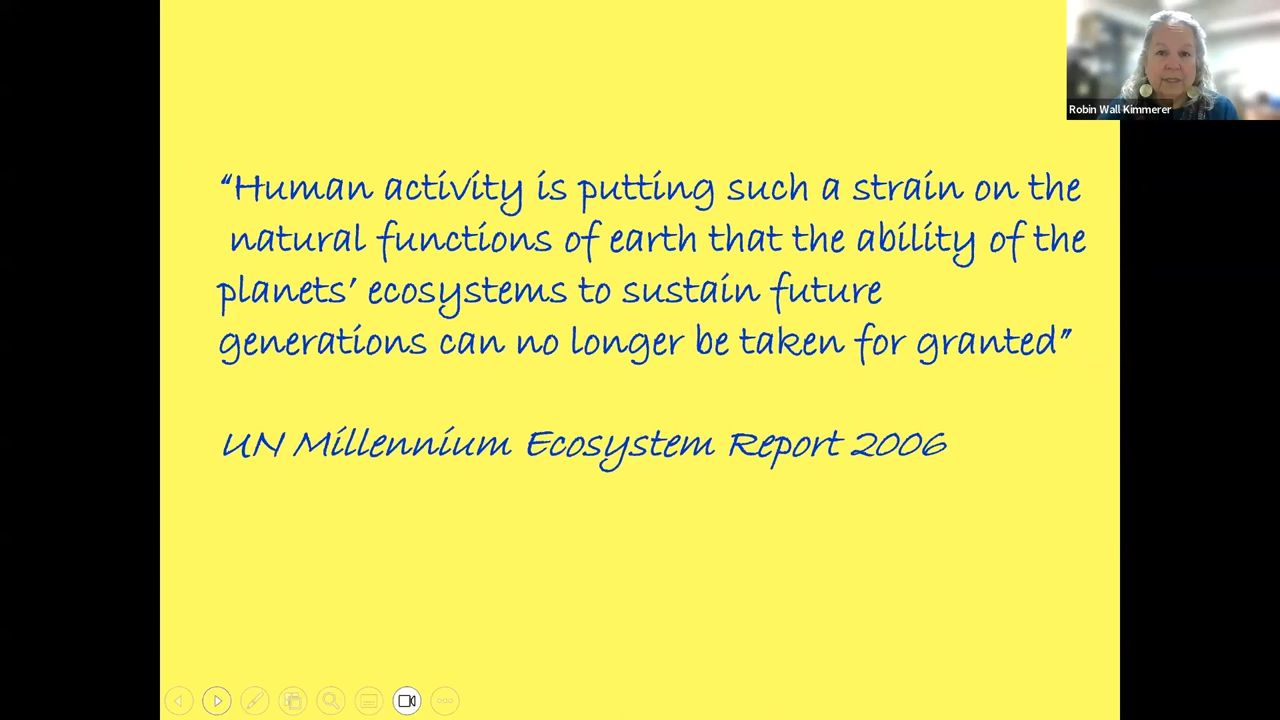 Robin Wall Kimmerer
“Human activity is putting such a strain on the
natural functions of earth that the ability of the
planets’ ecosystems to sustain future
generations can no longer be taken for granted”
UN Millennium Ecosystem Report 2006